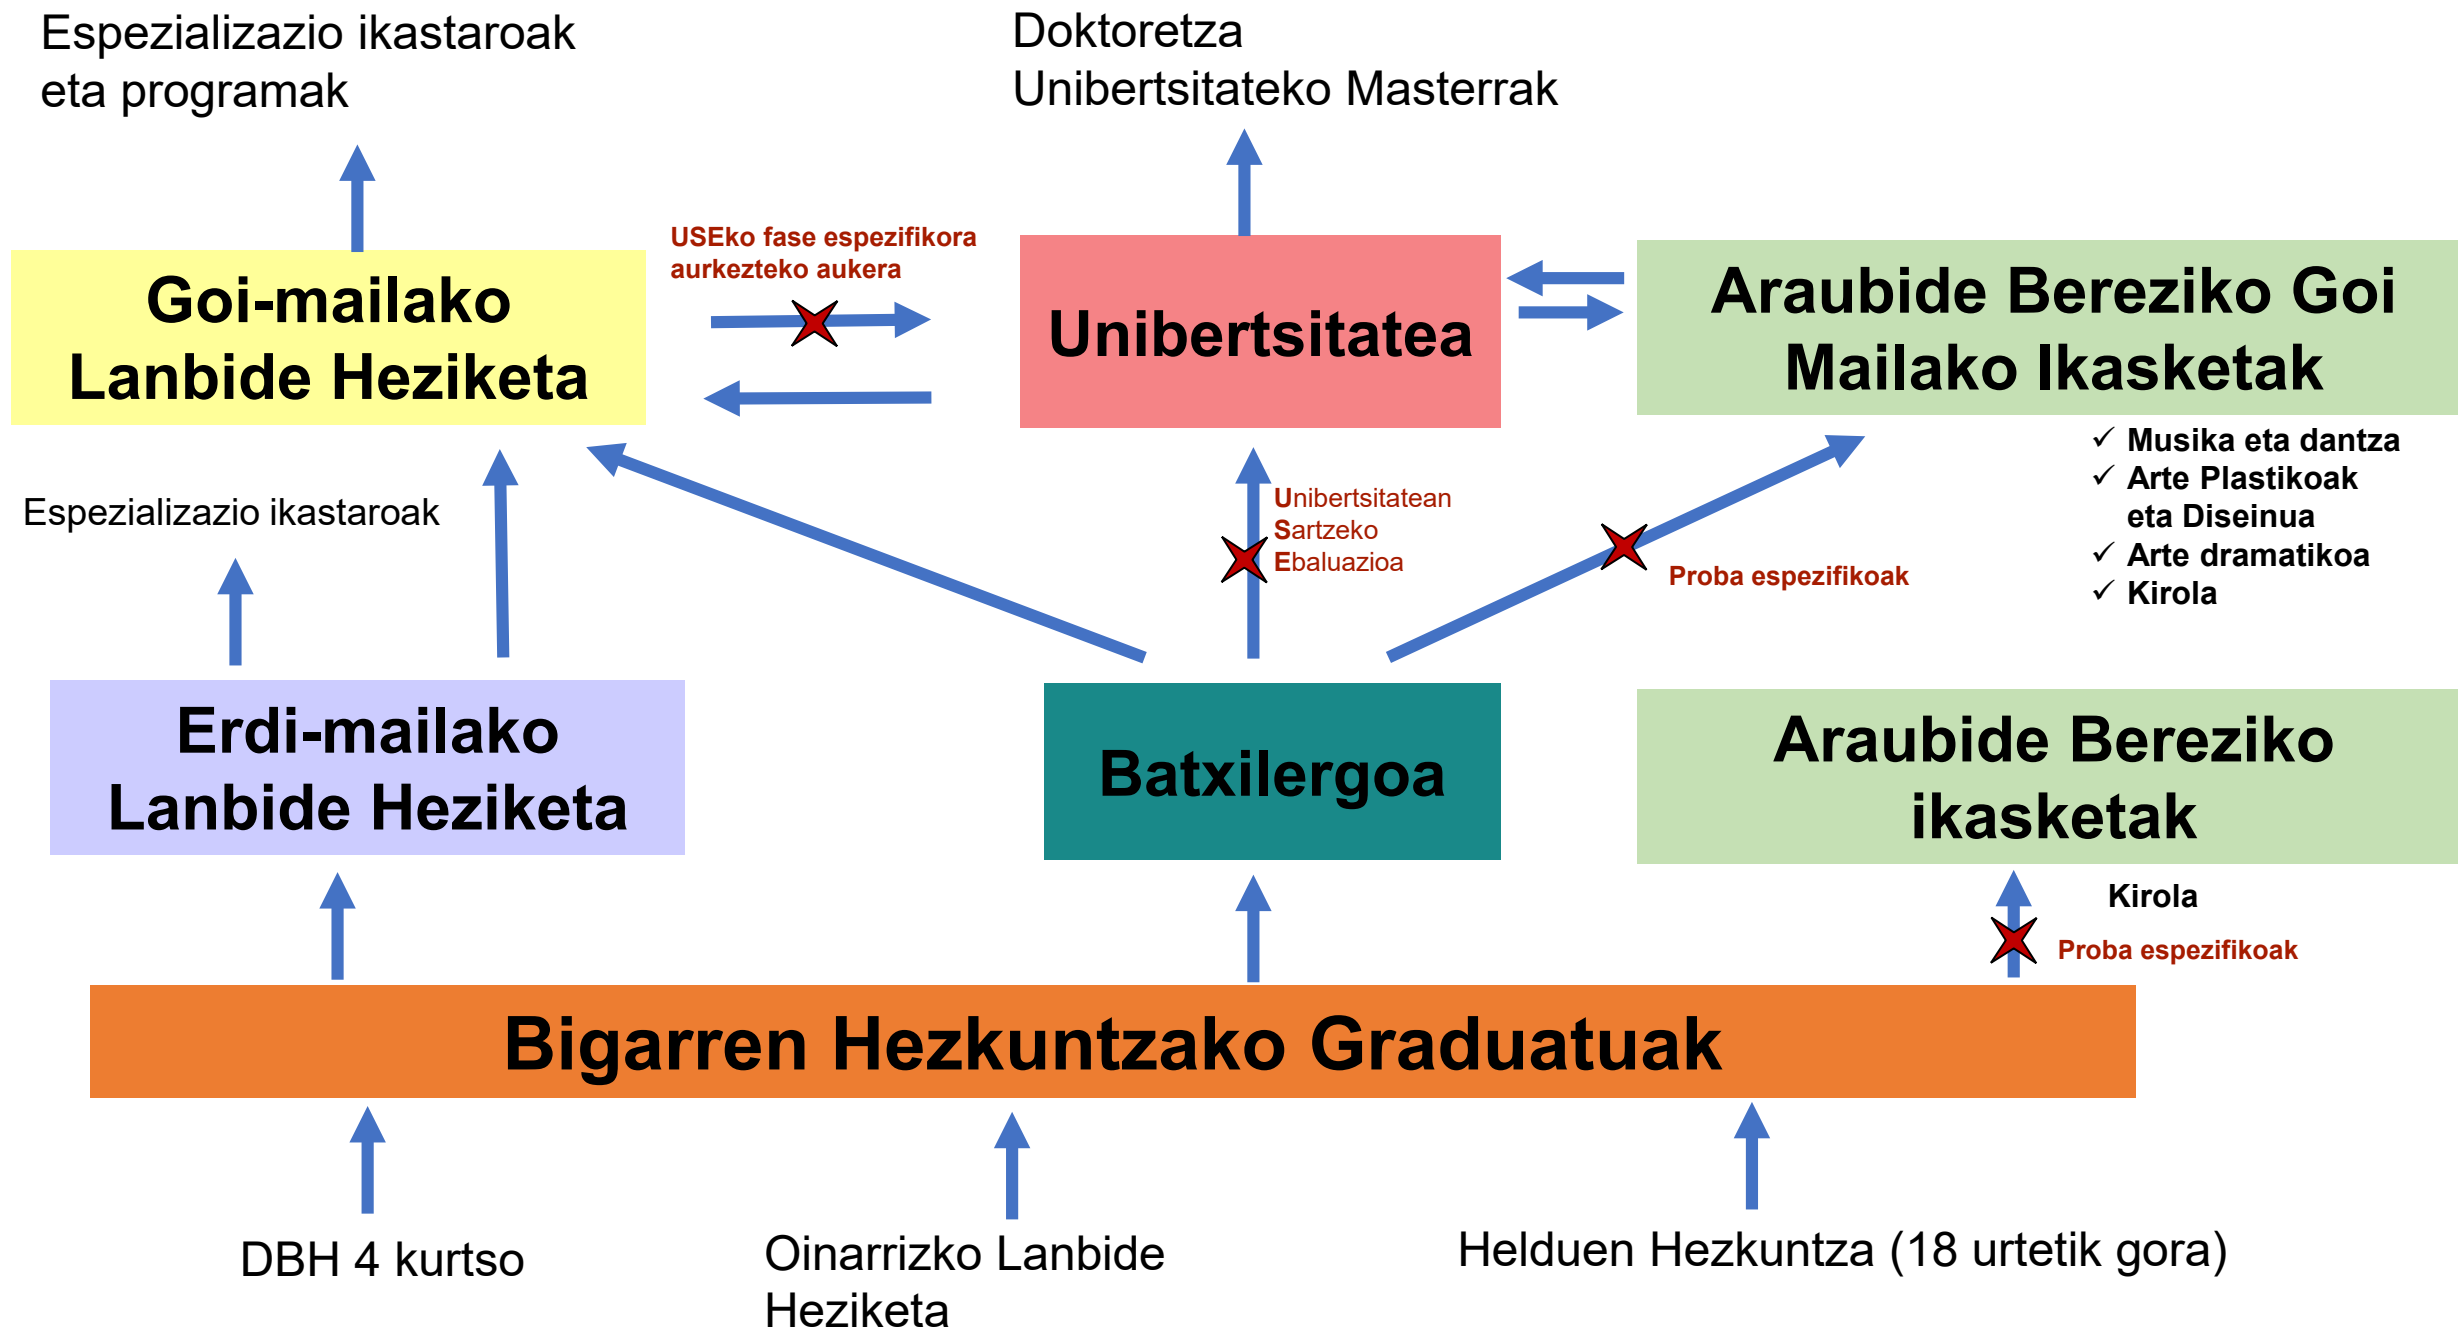 Espezializazio ikastaroak
eta programak
Doktoretza
Unibertsitateko Masterrak
Goi-mailako
Lanbide Heziketa
USEko fase espezifikora
aurkezteko aukera
Unibertsitatea
Araubide Bereziko Goi
Mailako Ikasketak
✓ Musika eta dantza
✓ Arte Plastikoak
eta Diseinua
✓ Arte dramatikoa
✓ Kirola
Espezializazio ikastaroak
Unibertsitatean
Sartzeko
Ebaluazioa
Proba espezifikoak
Erdi-mailako
Lanbide Heziketa
Batxilergoa
Araubide Bereziko
ikasketak
Kirola
Proba espezifikoak
Bigarren Hezkuntzako Graduatuak
DBH 4 kurtso
Oinarrizko Lanbide
Heziketa
Helduen Hezkuntza (18 urtetik gora)